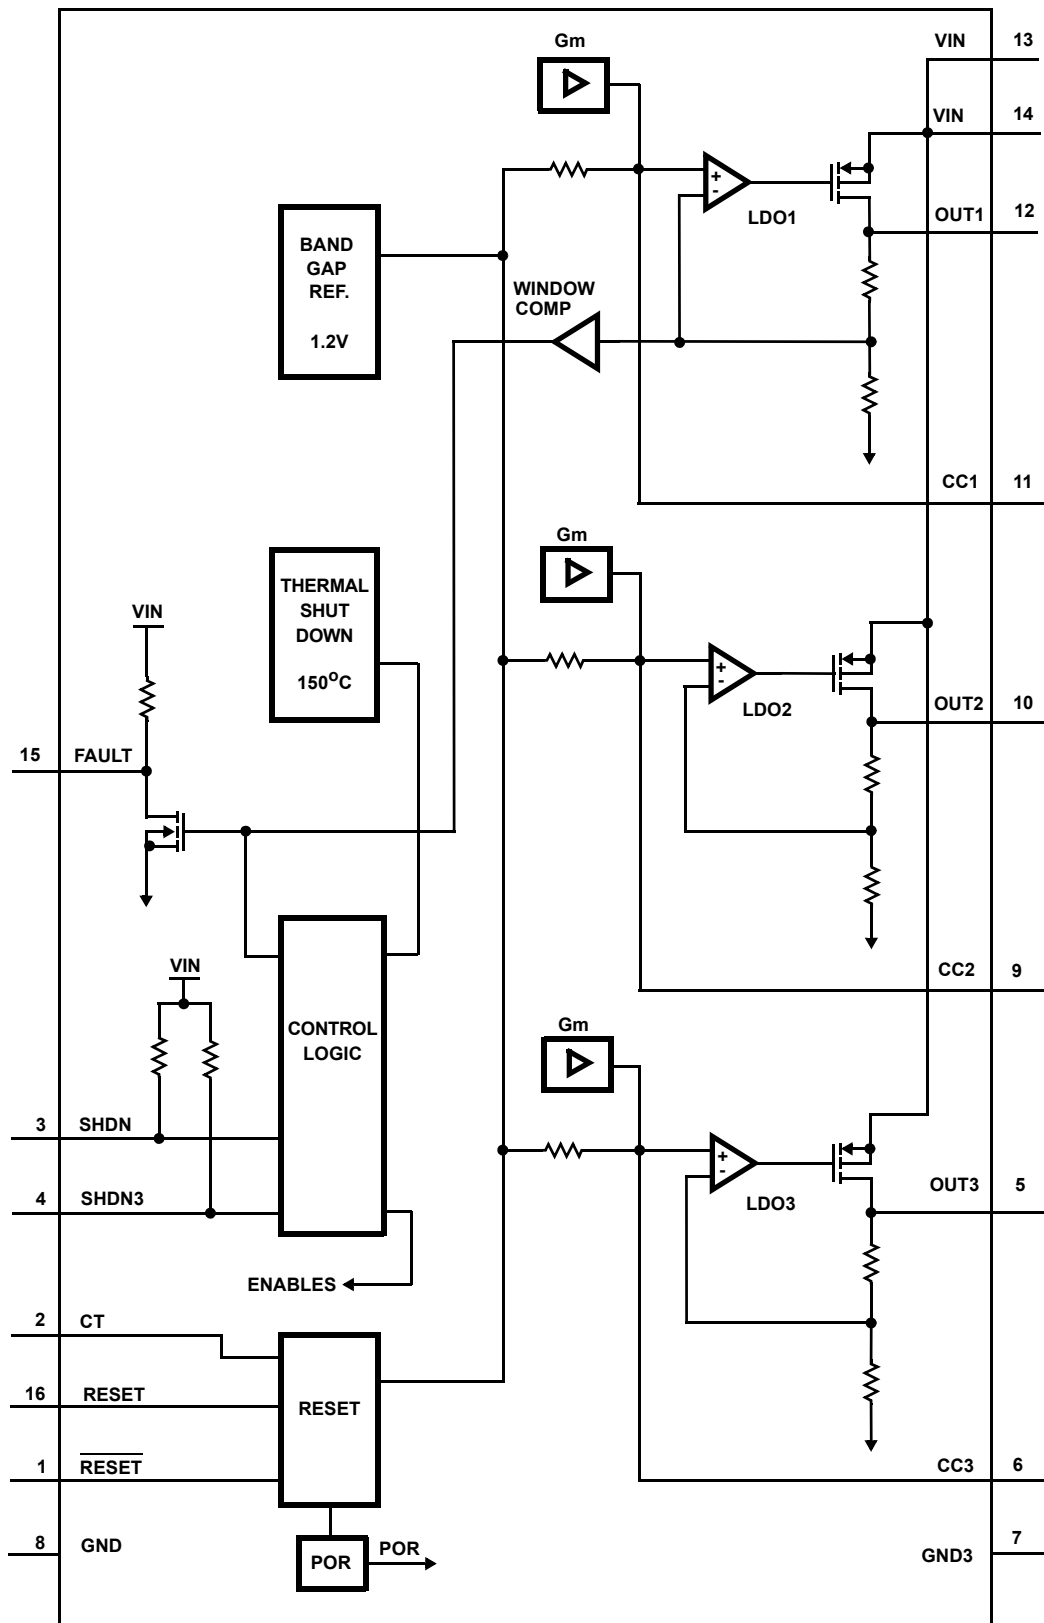 Gm
VIN 13
VIN 14
+
-
LDO1
OUT1 12
BAND
GAP
REF.
1.2V
WINDOW
COMP
CC1 11
Gm
THERMAL
SHUT
DOWN
150°C
VIN
+
-
LDO2
OUT2 10
15 FAULT
VIN
CC2 9
CONTROL
LOGIC
Gm
3 SHDN
+
-
LDO3
4 SHDN3
OUT3 5
ENABLES
2 CT
16 RESET
RESET
1 RESET
CC3 6
8 GND
POR
POR
GND3 7